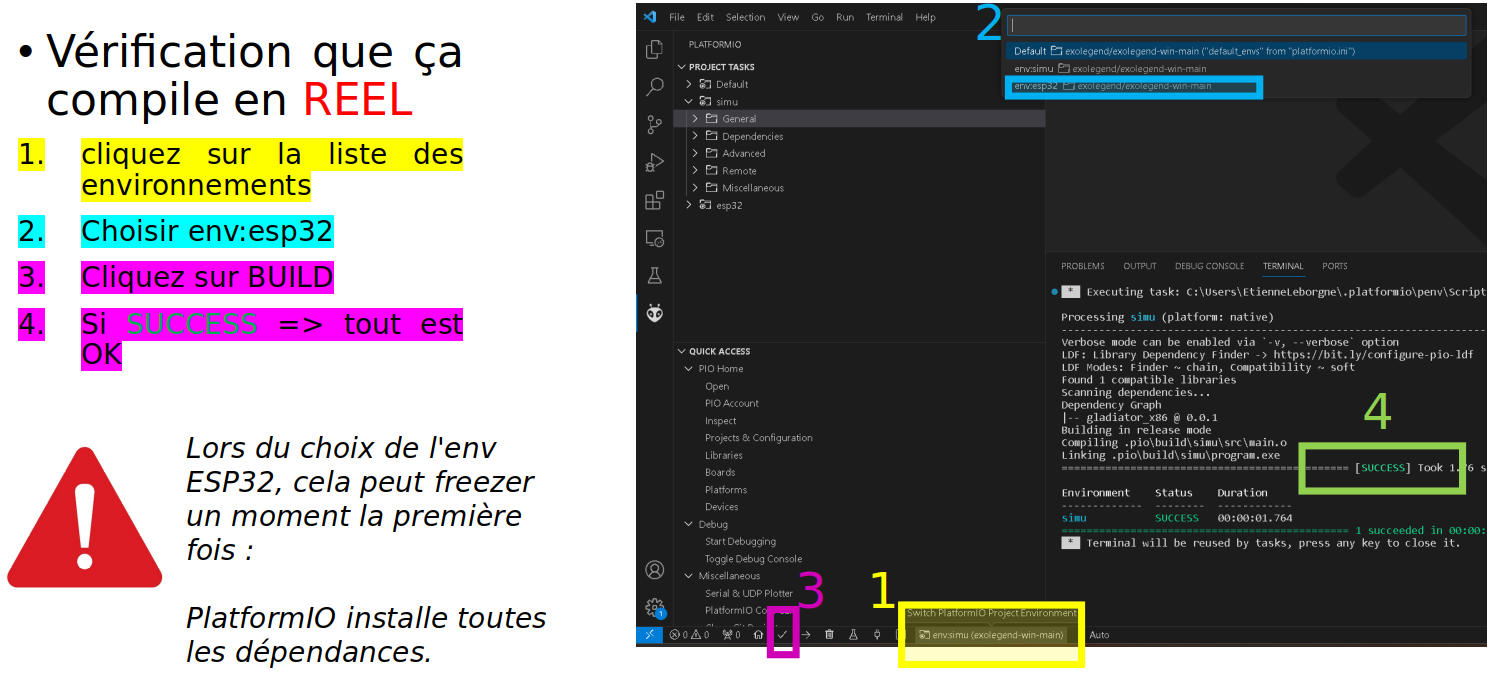 • Vérification que ça
compile en REEL
1. cliquez sur la liste des
environnements
2. Choisir env:esp32
3. Cliquez sur BUILD
4. Si SUCCESS => tout est
OK
Lors du choix de l'env
ESP32, cela peut freezer
un moment la première
fois :
PlatformIO installe toutes
les dépendances.
File Edit Selection View Go Run Terminal Help
2
Default exolegend/exolegend-win-main ("default_envs" from "platformio.ini")
env:simu exolegend/exolegend-win-main
env:esp32 exolegend/exolegend-win-main
PLATFORMIO
PROJECT TASKS
Default
simu
General
Dependencies
Advanced
Remote
Miscellaneous
esp32
QUICK ACCESS
PIO Home
Open
PIO Account
Inspect
Projects & Configuration
Libraries
Boards
Platforms
Devices
Debug
Start Debugging
Toggle Debug Console
Miscellaneous
Serial & UDP Plotter
PlatformIO
PROBLEMS OUTPUT DEBUG CONSOLE TERMINAL PORTS
* Executing task: C:\Users\EtienneLeborgne\.platformio\penv\Script
Processing simu (platform: native)
--------------------------------------------------------------------
Verbose mode can be enabled via `-v, --verbose` option
LDF: Library Dependency Finder -> https://bit.ly/configure-pio-ldf
LDF Modes: Finder ~ chain, Compatibility ~ soft
Found 1 compatible libraries
Scanning dependencies...
Dependency Graph
|-- gladiator_x86 @ 0.0.1
Building in release mode
Compiling .pio\build\simu\src\main.o
Linking .pio\build\simu\program.exe
4
============================================== [SUCCESS] Took 1.76 s
Environment Status Duration
------------- -------- ------------
simu SUCCESS 00:00:01.764
============================================== 1 succeeded in 00:00:
* Terminal will be reused by tasks, press any key to close it.
3
1
Switch PlatformIO Project Environment
1
0 0 0 env:simu (exolegend-win-main) Auto